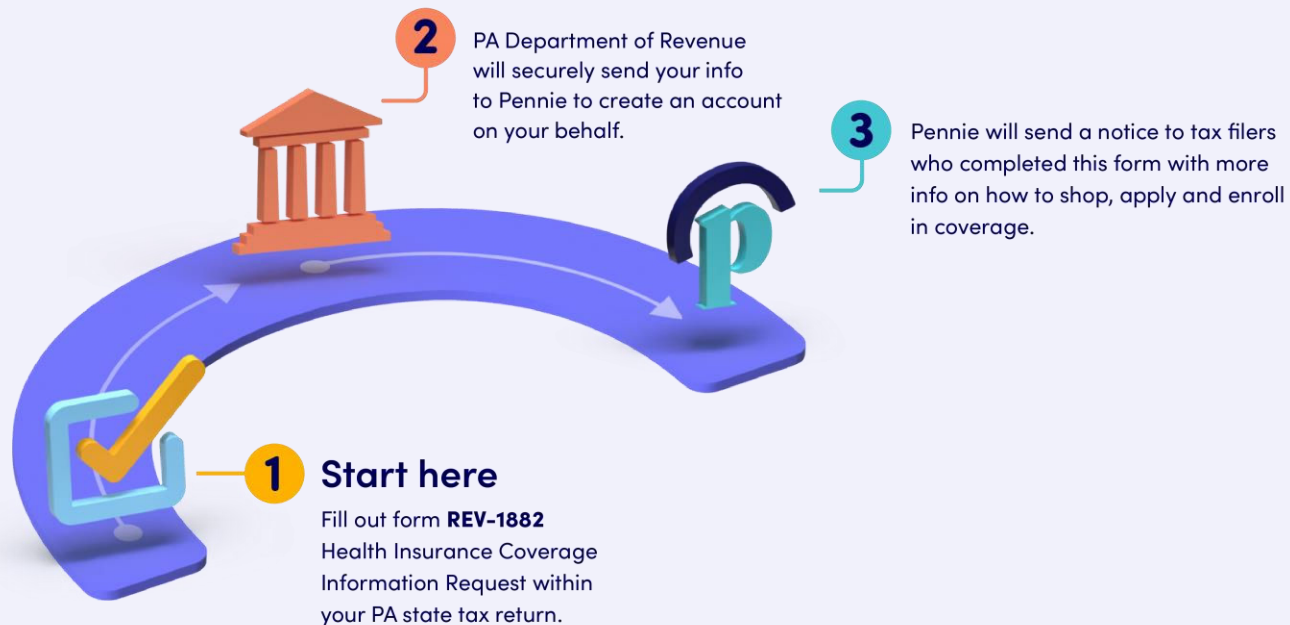 1
Start here
Fill out form REV-1882
Health Insurance Coverage
Information Request within
your PA state tax return.
2
PA Department of Revenue
will securely send your info
to Pennie to create an account
on your behalf.
3
Pennie will send a notice to tax filers
who completed this form with more
info on how to shop, apply and enroll
in coverage.
p